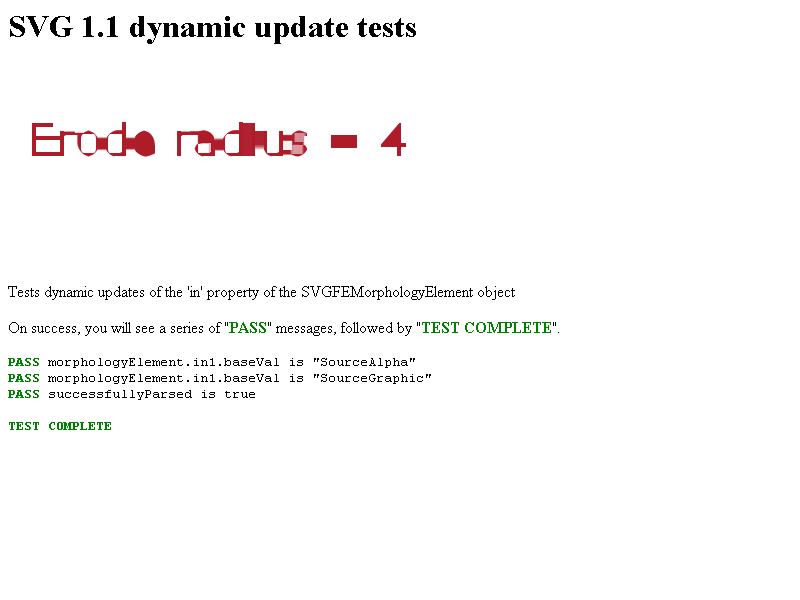 SVG 1.1 dynamic update tests
Erode radius = 4
Tests dynamic updates of the 'in' property of the SVGFEMorphologyElement object
On success, you will see a series of "PASS" messages, followed by "TEST COMPLETE".
PASS morphologyElement.in1.baseVal is "SourceAlpha"
PASS morphologyElement.in1.baseVal is "SourceGraphic"
PASS successfullyParsed is true
TEST COMPLETE